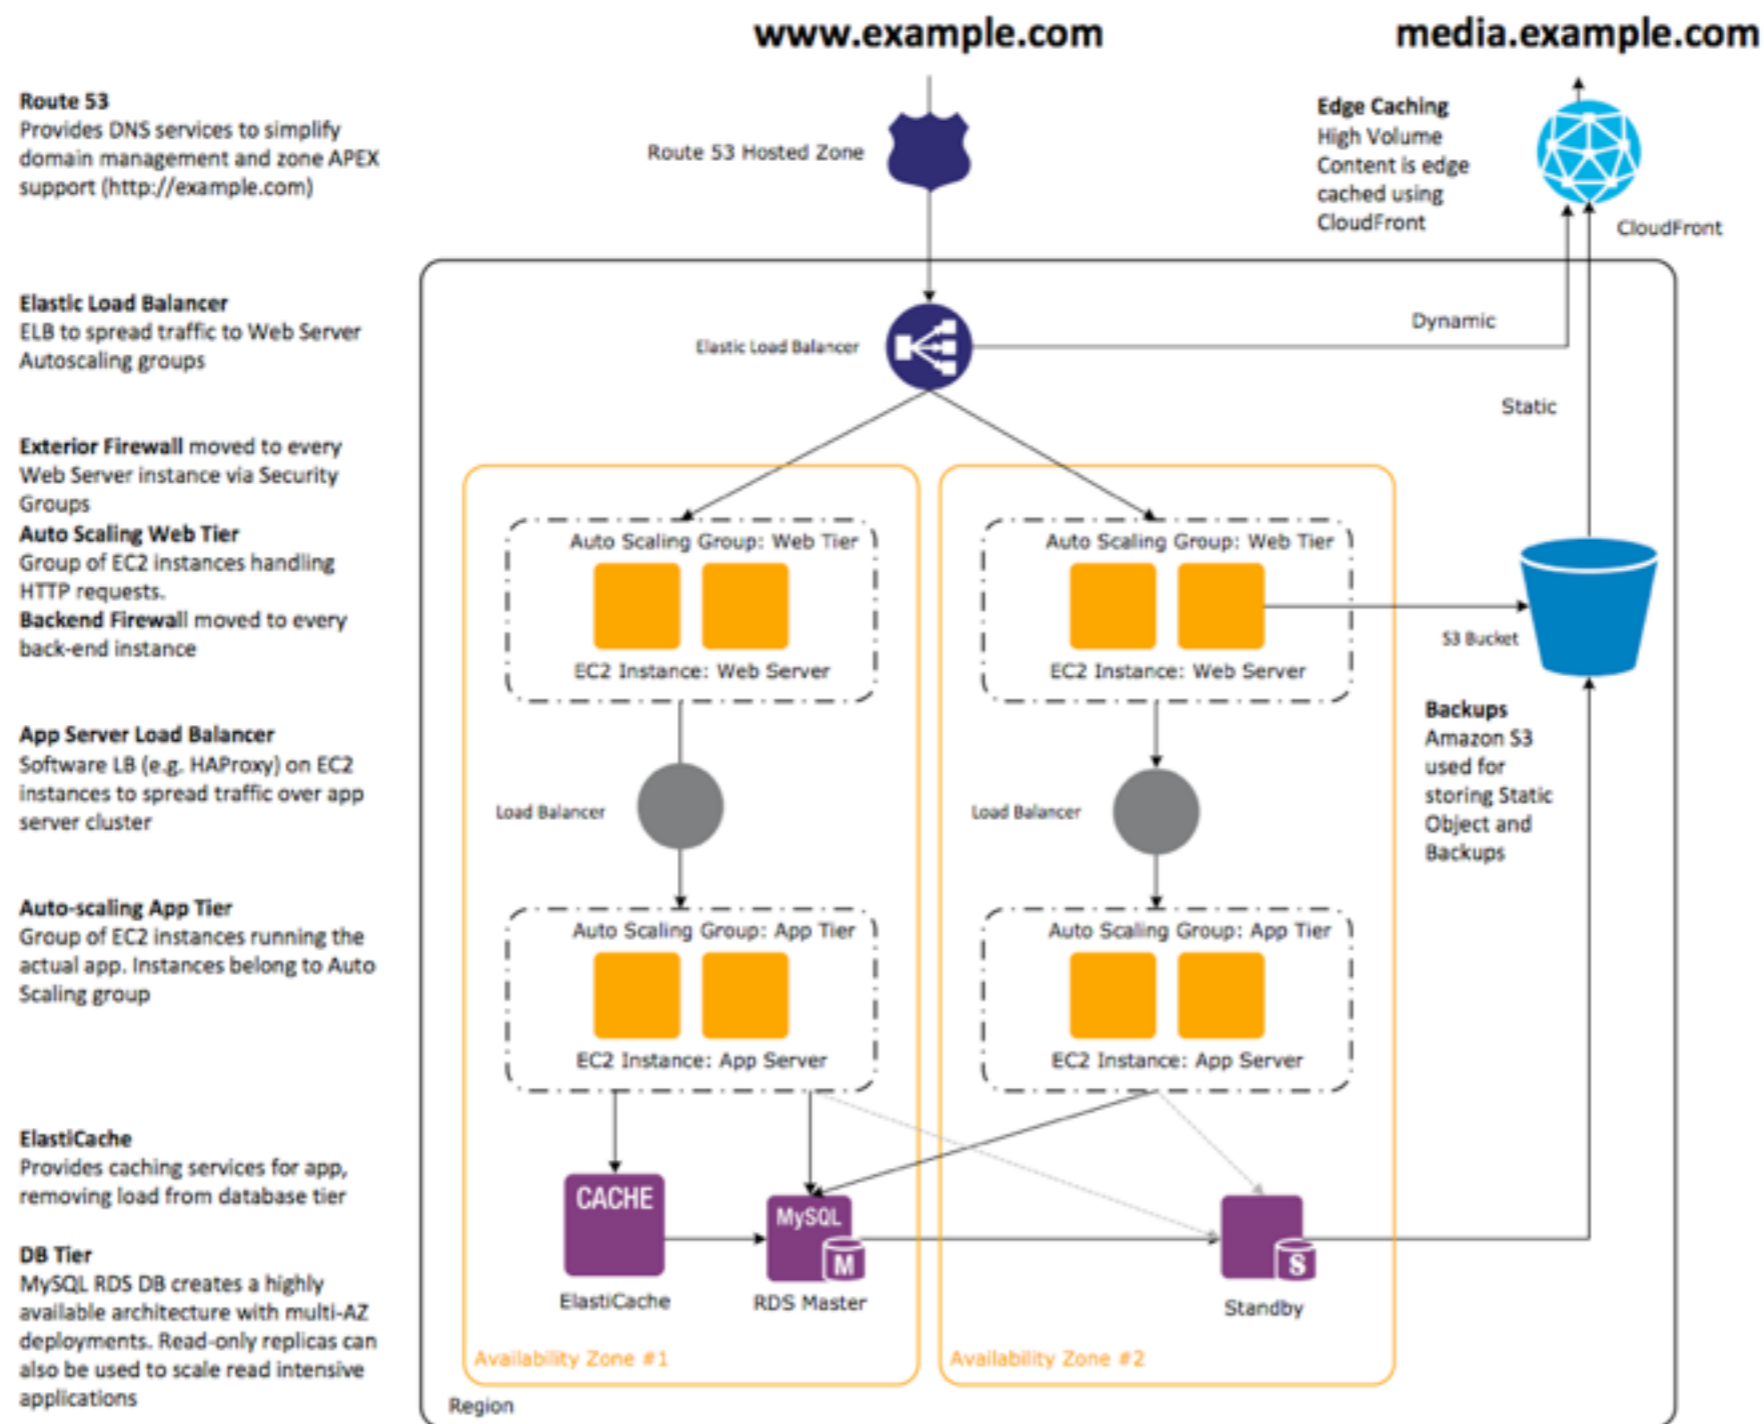 www.example.com
media.example.com
Route 53
Provides DNS services to simplify
domain management and zone APEX
support (http://example.com)
Route 53 Hosted Zone
Edge Caching
High Volume
Content is edge
cached using
CloudFront
CloudFront
Elastic Load Balancer
ELB to spread traffic to Web Server
Autoscaling groups
Elastic Load Balancer
Dynamic
Static
Exterior Firewall moved to every
Web Server instance via Security
Groups
Auto Scaling Web Tier
Group of EC2 instances handling
HTTP requests.
Backend Firewall moved to every
back-end instance
Auto Scaling Group: Web Tier
EC2 Instance: Web Server
Auto Scaling Group: Web Tier
EC2 Instance: Web Server
S3 Bucket
Backups
Amazon S3
used for
storing Static
Object and
Backups
App Server Load Balancer
Software LB (e.g. HAProxy) on EC2
instances to spread traffic over app
server cluster
Load Balancer
Load Balancer
Auto-scaling App Tier
Group of EC2 instances running the
actual app. Instances belong to Auto
Scaling group
Auto Scaling Group: App Tier
EC2 Instance: App Server
Auto Scaling Group: App Tier
EC2 Instance: App Server
ElastiCache
Provides caching services for app,
removing load from database tier
DB Tier
MySQL RDS DB creates a highly
available architecture with multi-AZ
deployments. Read-only replicas can
also be used to scale read intensive
applications
CACHE
ElastiCache
MySQL
M
RDS Master
S
Standby
Availability Zone #1
Availability Zone #2
Region